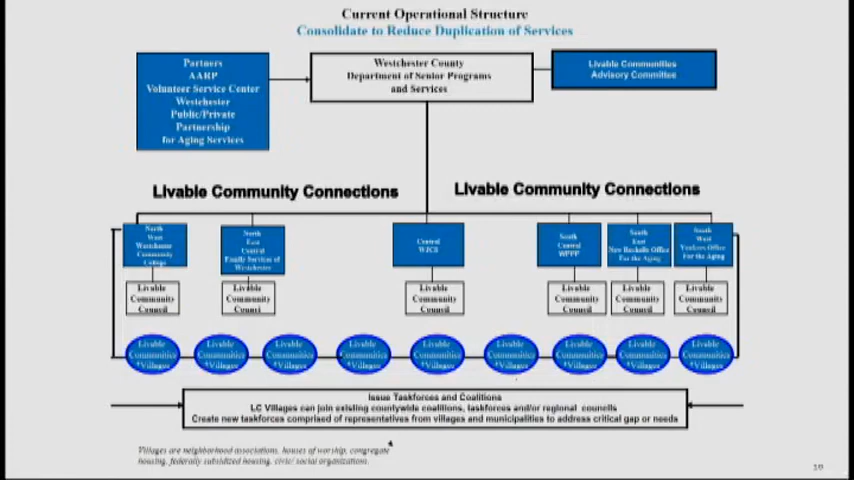 Current Operational Structure
Consolidate to Reduce Duplication of Services
Partners
AARP
Volunteer Service Center
Westchester
Public/Private
Partnership
for Aging Services
Westchester County
Department of Senior Programs
and Services
Livable Communities
Advisory Committee
Livable Community Connections
Livable Community Connections
North
West
Westchester
Community
College
North
East
Central
Family Services of
Westchester
Central
WJCS
South
Central
WPPP
South
East
New Rochelle Office
For the Aging
South
West
Yonkers Office
For the Aging
Livable
Community
Council
Livable
Community
Council
Livable
Community
Council
Livable
Community
Council
Livable
Community
Council
Livable
Community
Council
Livable
Communities
*Villages
Livable
Communities
*Villages
Livable
Communities
*Villages
Livable
Communities
*Villages
Livable
Communities
*Villages
Livable
Communities
*Villages
Livable
Communities
*Villages
Livable
Communities
*Villages
Livable
Communities
*Villages
Issue Taskforces and Coalitions
LC Villages can join existing countywide coalitions, taskforces and/or regional councils
Create new taskforces comprised of representatives from villages and municipalities to address critical gap or needs
Villages are neighborhood associations, houses of worship, congregate
housing, federally subsidized housing, civic/ social organizations.
10